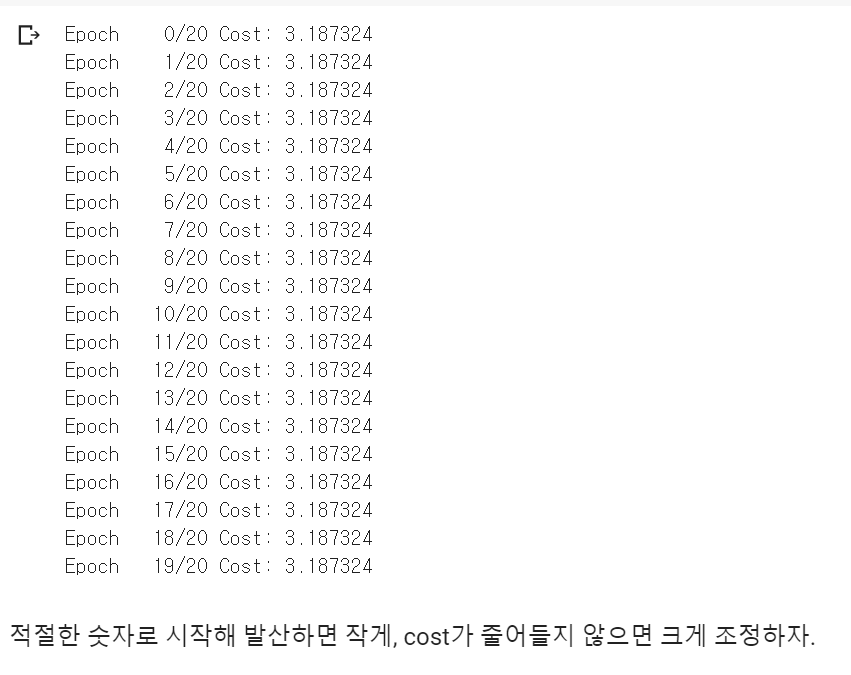 Epoch    0/20 Cost: 3.187324
Epoch    1/20 Cost: 3.187324
Epoch    2/20 Cost: 3.187324
Epoch    3/20 Cost: 3.187324
Epoch    4/20 Cost: 3.187324
Epoch    5/20 Cost: 3.187324
Epoch    6/20 Cost: 3.187324
Epoch    7/20 Cost: 3.187324
Epoch    8/20 Cost: 3.187324
Epoch    9/20 Cost: 3.187324
Epoch   10/20 Cost: 3.187324
Epoch   11/20 Cost: 3.187324
Epoch   12/20 Cost: 3.187324
Epoch   13/20 Cost: 3.187324
Epoch   14/20 Cost: 3.187324
Epoch   15/20 Cost: 3.187324
Epoch   16/20 Cost: 3.187324
Epoch   17/20 Cost: 3.187324
Epoch   18/20 Cost: 3.187324
Epoch   19/20 Cost: 3.187324
적절한 숫자로 시작해 발산하면 작게, cost가 줄어들지 않으면 크게 조정하자.